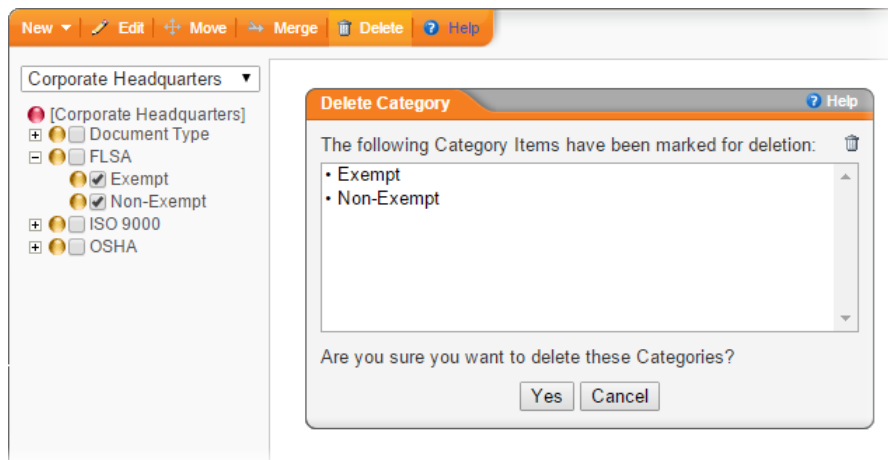 New Edit Move Merge Delete Help
Corporate Headquarters
[Corporate Headquarters]
Document Type
FLSA
Exempt
Non-Exempt
ISO 9000
OSHA
Delete Category Help
The following Category Items have been marked for deletion:
• Exempt
• Non-Exempt
Are you sure you want to delete these Categories?
Yes Cancel